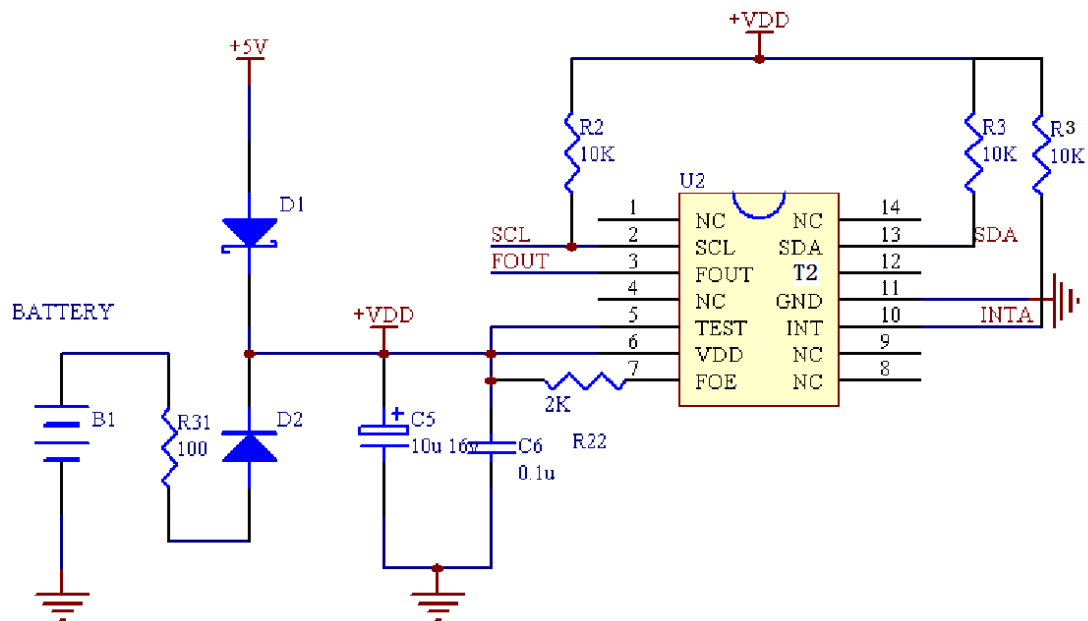 +VDD
+5V
R2
10K
R3
10K
R3
10K
U2
D1
1
NC
NC
14
SCL
2
SCL
SDA
13
SDA
FOUT
3
FOUT
T2
12
4
NC
GND
11
BATTERY
+VDD
5
TEST
INT
10
INTA
6
VDD
NC
9
7
FOE
NC
8
B1
R31
100
D2
C5
10u 16v
2K
R22
C6
0.1u